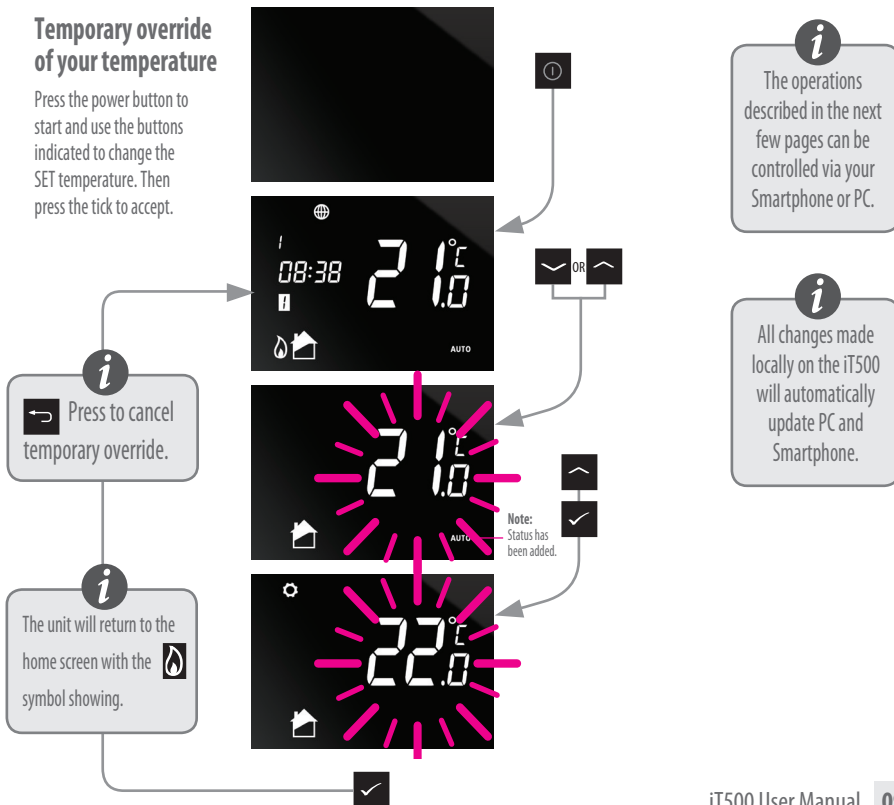 Temporary override
of your temperature
Press the power button to
start and use the buttons
indicated to change the
SET temperature. Then
press the tick to accept.
1
08:38
1
21.0
°C
AUTO
OR
Press to cancel
temporary override.
21.0
°C
AUTO
Note:
Status has
been added.
The unit will return to the
home screen with the
symbol showing.
22.0
°C
i
The operations
described in the next
few pages can be
controlled via your
Smartphone or PC.
i
All changes made
locally on the iT500
will automatically
update PC and
Smartphone.
i
i
iT500 User Manual